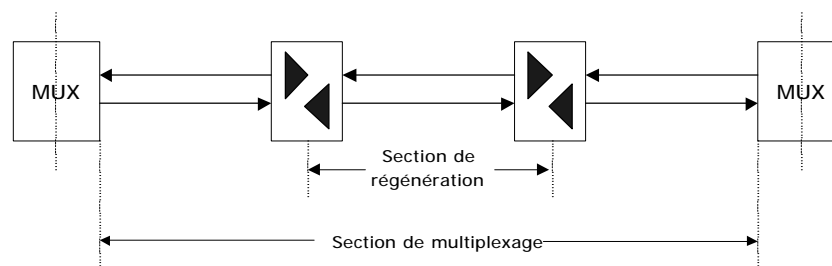 MUX
MUX
Section de
régénération
Section de multiplexage